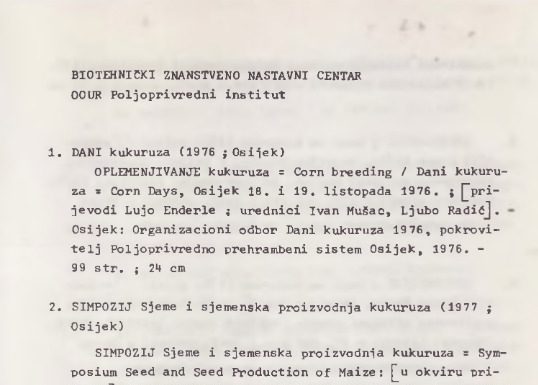 BIOTEHNIČKI ZNANSTVENO NASTAVNI CENTAR
OOUR Poljoprivredni institut
1. DANI kukuruza (1976 ; Osijek)
OPLEMENJIVANJE kukuruza = Corn breeding / Dani kukuru-
za = Corn Days, Osijek 18. i 19. listopada 1976. ; [pri-
jevodi Lujo Enderle ; urednici Ivan Mušac, Ljubo Radić]. -
Osijek: Organizacioni odbor Dani kukuruza 1976, pokrovi-
telj Poljoprivredno prehrambeni sistem Osijek, 1976. -
99 str. ; 24 cm
2. SIMPOZIJ Sjeme i sjemenska proizvodnja kukuruza (1977 ;
Osijek)
SIMPOZIJ Sjeme i sjemenska proizvodnja kukuruza = Sym-
posium Seed and Seed Production of Maize: [u okviru pri-